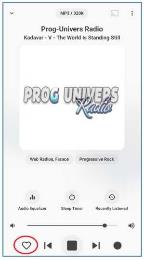 MP3 / 320K
Prog-Univers Radio
Kadavar - V - The World Is Standing Still
PROG UNIVERS
Radio
Web Radios, France
Progressive Rock
Audio Equalizer
Sleep Timer
Recently Listened